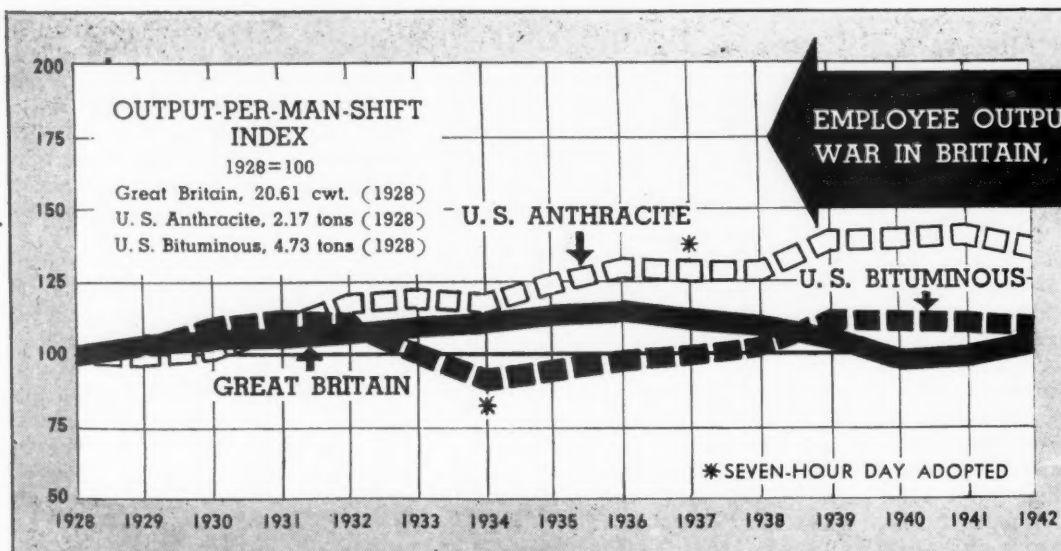 200
175
150
125
100
75
50
OUTPUT-PER-MAN-SHIFT
INDEX
1928=100
Great Britain, 20.61 cwt. (1928)
U. S. Anthracite, 2.17 tons (1928)
U. S. Bituminous, 4.73 tons (1928)
EMPLOYEE OUTPU
WAR IN BRITAIN,
U. S. ANTHRACITE
*
U. S. BITUMINOUS
GREAT BRITAIN
*
* SEVEN-HOUR DAY ADOPTED
1928 1929 1930 1931 1932 1933 1934 1935 1936 1937 1938 1939 1940 1941 1942